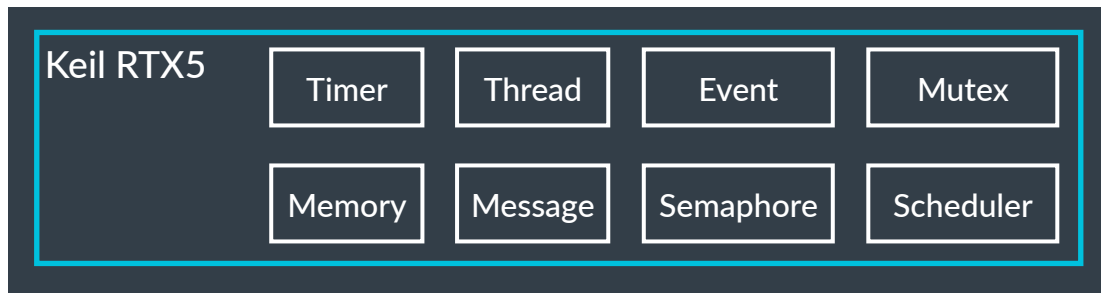 Keil RTX5
Timer
Thread
Event
Mutex
Memory
Message
Semaphore
Scheduler